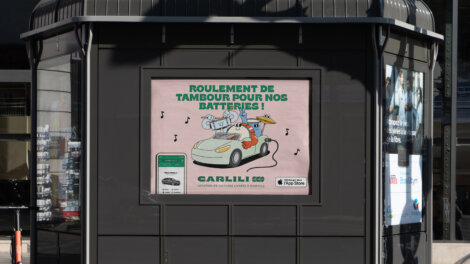 ROULEMENT DE
TAMBOUR POUR NOS
BATTERIES !
CARLILI
App Store